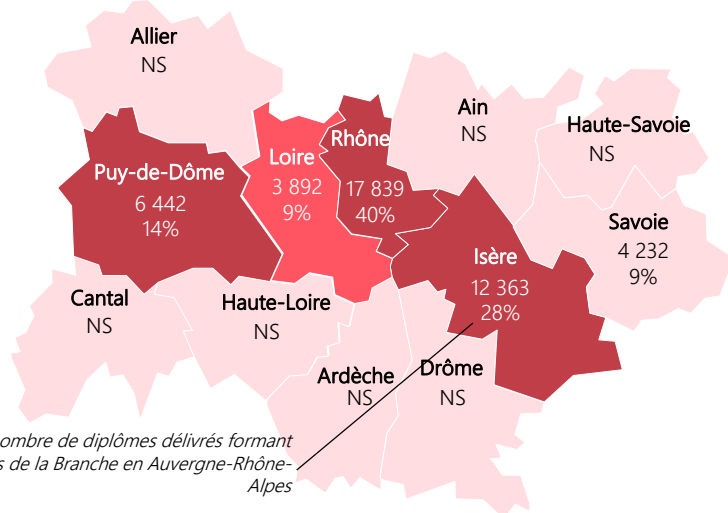 Allier
NS
Ain
NS
Haute-Savoie
NS
Rhône
17 839
40%
Loire
3 892
9%
Puy-de-Dôme
6 442
14%
Savoie
4 232
9%
Isère
12 363
28%
Cantal
NS
Haute-Loire
NS
Ardèche
NS
Drôme
NS
de diplômes délivrés formant
de la Branche en Auvergne-Rhône-
Alpes